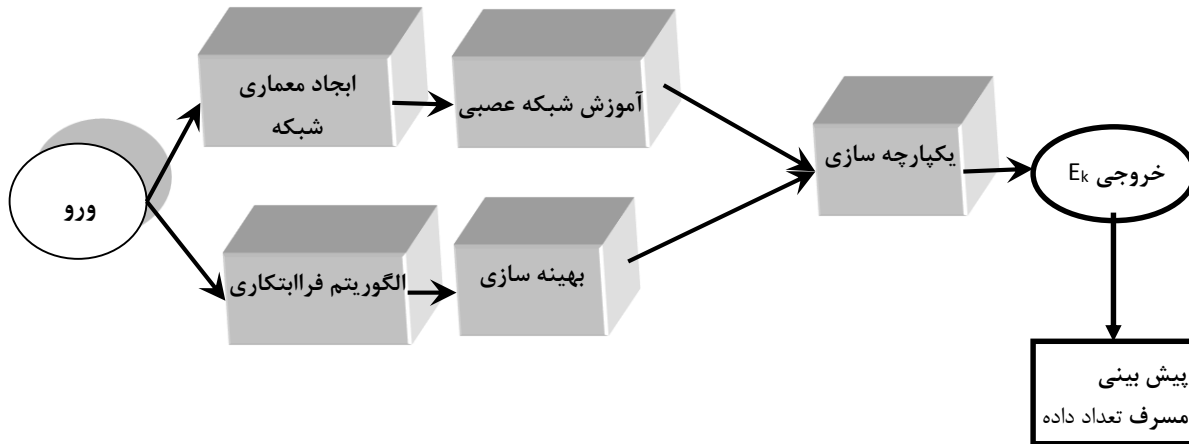 ابجاد معماری
شبکه
آموزش شبکه عصبی
یکپارچه سازی
خروجی Eₖ
ورو
الگوریتم فراابتکاری
بهینه سازی
پیش بینی
مسرف تعداد داده